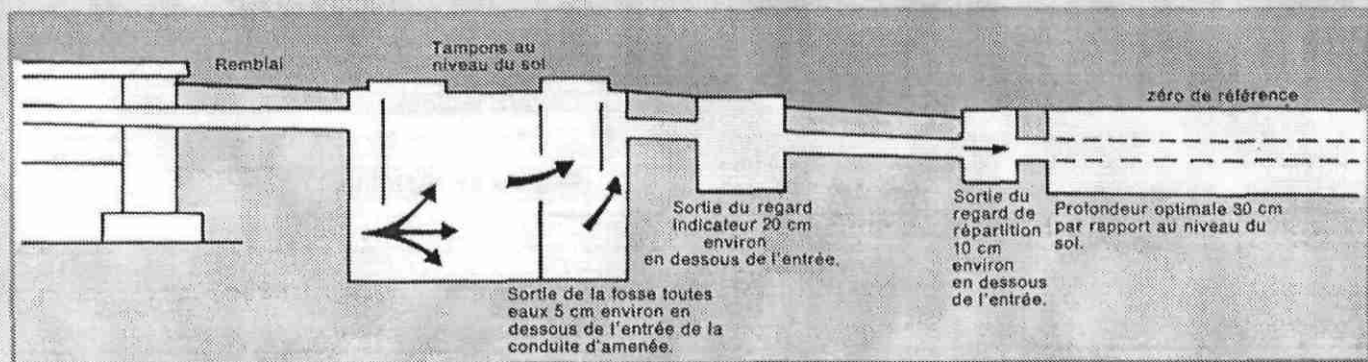 Remblai
Tampons au
niveau du sol
zéro de référence
Sortie du regard
indicateur 20 cm
environ
en dessous de l'entrée.
Sortie du
regard de
répartition
10 cm
environ
en dessous
de l'entrée.
Profondeur optimale 30 cm
par rapport au niveau du
sol.
Sortie de la fosse toutes
eaux 5 cm environ en
dessous de l'entrée de la
conduite d'amenée.